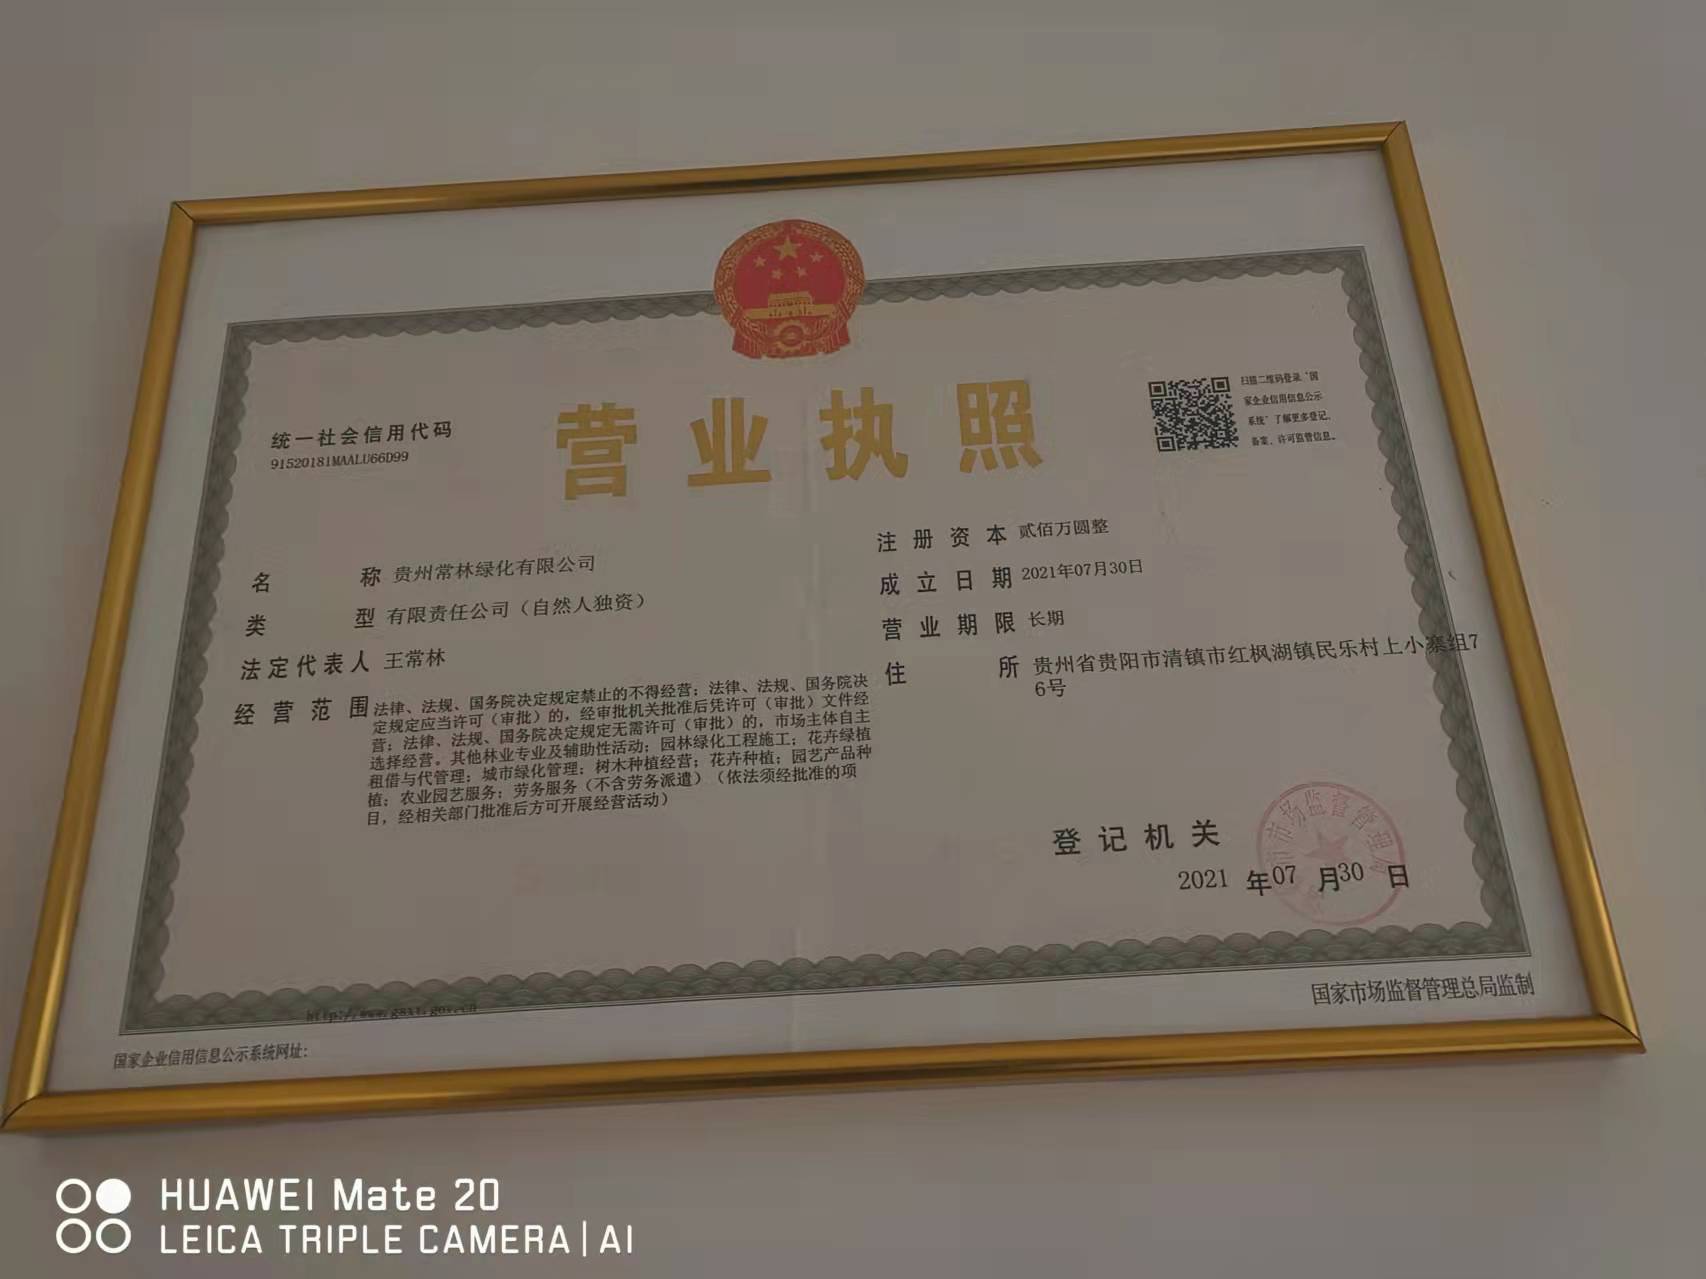 营业执照
统一社会信用代码
91520181MAALU66D99
扫描二维码登录"国
家企业信用信息公示
系统"了解更多登记、
备案、许可监管信息。
名 称 贵州常林绿化有限公司
类 型 有限责任公司（自然人独资）
法定代表人 王常林
经营范围 法律、法规、国务院决定规定禁止的不得经营；法律、法规、国务院决
定规定应当许可（审批）的，经审批机关批准后凭许可（审批）文件经
营；法律、法规、国务院决定规定无需许可（审批）的，市场主体自主
选择经营。其他林业专业及辅助性活动；园林绿化工程施工；花卉绿植
租借与代管理；城市绿化管理；树木种植经营；花卉种植；园艺产品种
植；农业园艺服务；劳务服务（不含劳务派遣）（依法须经批准的项
目，经相关部门批准后方可开展经营活动）
注册资本 贰佰万圆整
成立日期 2021年07月30日
营业期限 长期
住 所 贵州省贵阳市清镇市红枫湖镇民乐村上小寨组7
6号
登记机关
市市场监督管理局
2021 年07 月30 日
http://www.gsxt.gov.cn
国家企业信用信息公示系统网址：
国家市场监督管理总局监制
HUAWEI Mate 20
LEICA TRIPLE CAMERA | AI